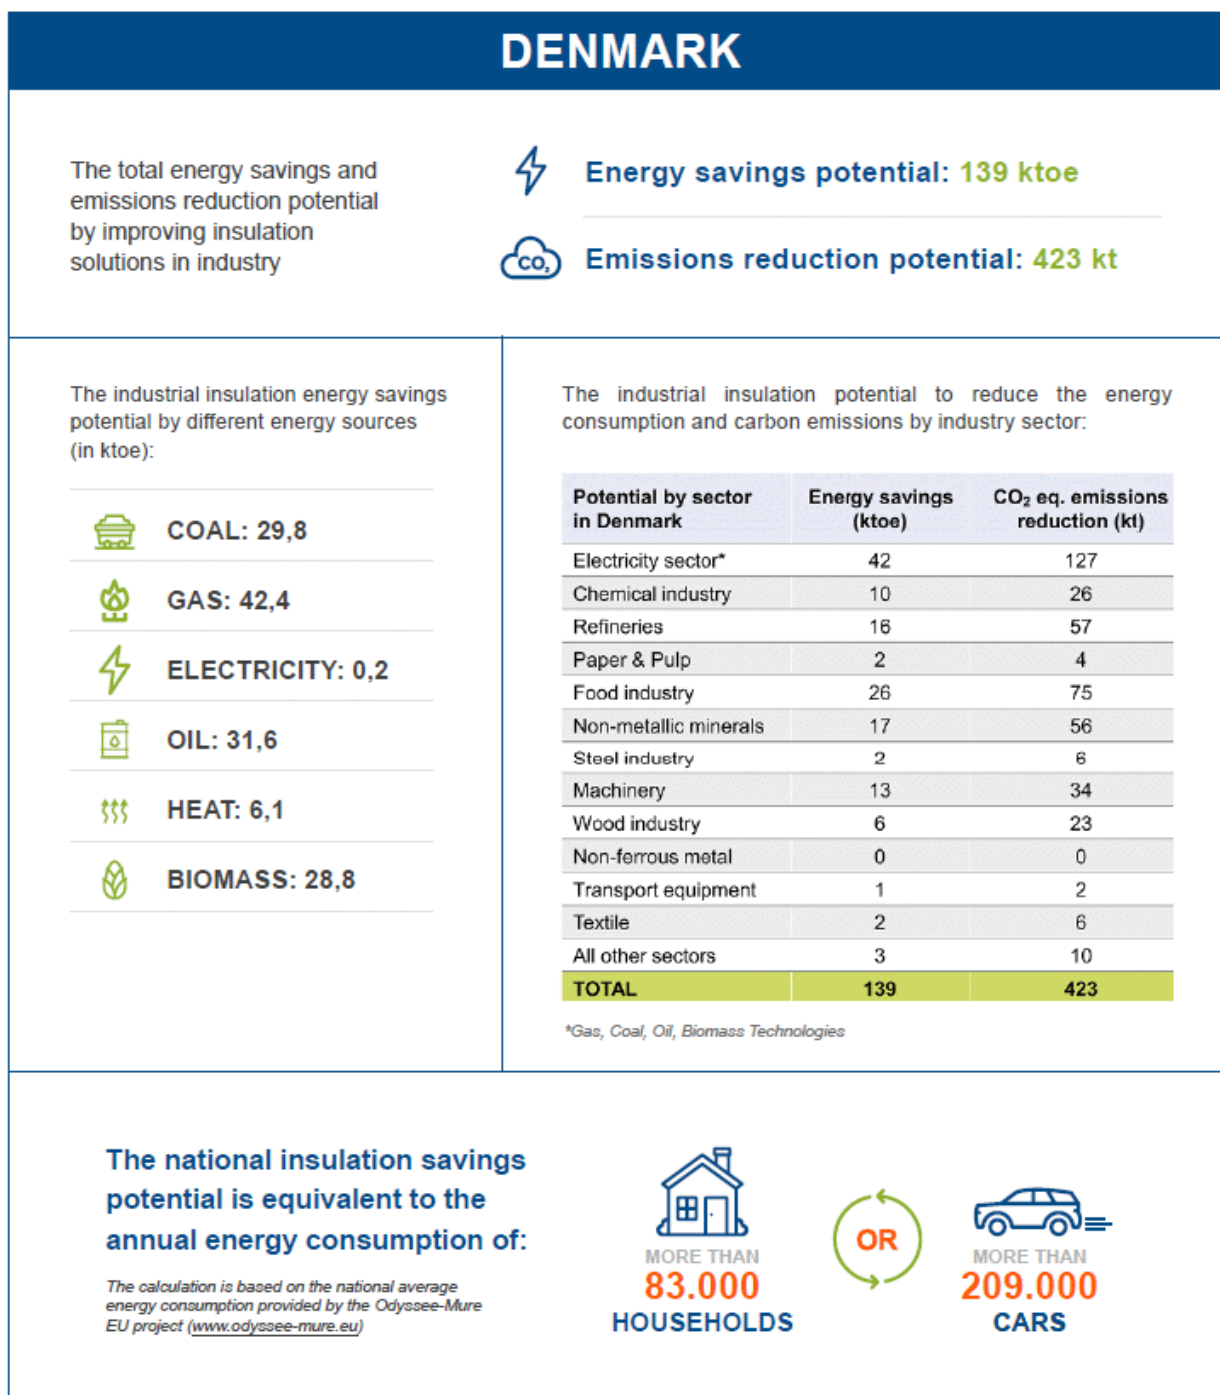 DENMARK
The total energy savings and
emissions reduction potential
by improving insulation
solutions in industry
Energy savings potential: 139 ktoe
CO₂
Emissions reduction potential: 423 kt
The industrial insulation energy savings
potential by different energy sources
(in ktoe):
COAL: 29,8
GAS: 42,4
ELECTRICITY: 0,2
OIL: 31,6
HEAT: 6,1
BIOMASS: 28,8
The industrial insulation potential to reduce the energy
consumption and carbon emissions by industry sector:
Potential by sector in Denmark Energy savings (ktoe) CO₂ eq. emissions reduction (kt)
Electricity sector* 42 127
Chemical industry 10 26
Refineries 16 57
Paper & Pulp 2 4
Food industry 26 75
Non-metallic minerals 17 56
Steel industry 2 6
Machinery 13 34
Wood industry 6 23
Non-ferrous metal 0 0
Transport equipment 1 2
Textile 2 6
All other sectors 3 10
TOTAL 139 423
*Gas, Coal, Oil, Biomass Technologies
The national insulation savings
potential is equivalent to the
annual energy consumption of:
The calculation is based on the national average
energy consumption provided by the Odyssee-Mure
EU project (www.odyssee-mure.eu)
MORE THAN
83.000
HOUSEHOLDS
OR
MORE THAN
209.000
CARS